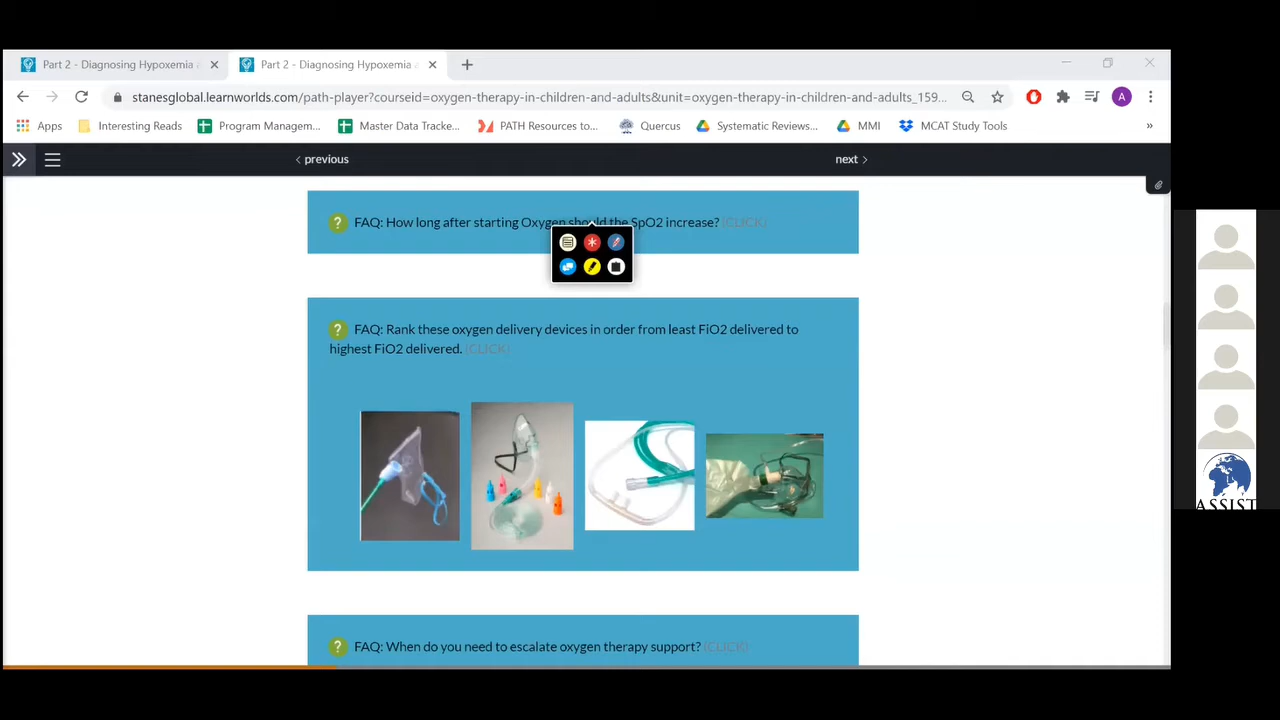 Part 2 - Diagnosing Hypoxemia a
Part 2 - Diagnosing Hypoxemia a
stanesglobal.learnworlds.com/path-player?courseid=oxygen-therapy-in-children-and-adults&unit=oxygen-therapy-in-children-and-adults_159...
Apps Interesting Reads Program Managem... Master Data Tracke... PATH Resources to... Quercus Systematic Reviews... MMI MCAT Study Tools »
previous next
? FAQ: How long after starting Oxygen should the SpO2 increase? (CLICK)
? FAQ: Rank these oxygen delivery devices in order from least FiO2 delivered to
highest FiO2 delivered. (CLICK)
? FAQ: When do you need to escalate oxygen therapy support? (CLICK)
A
ASSIST